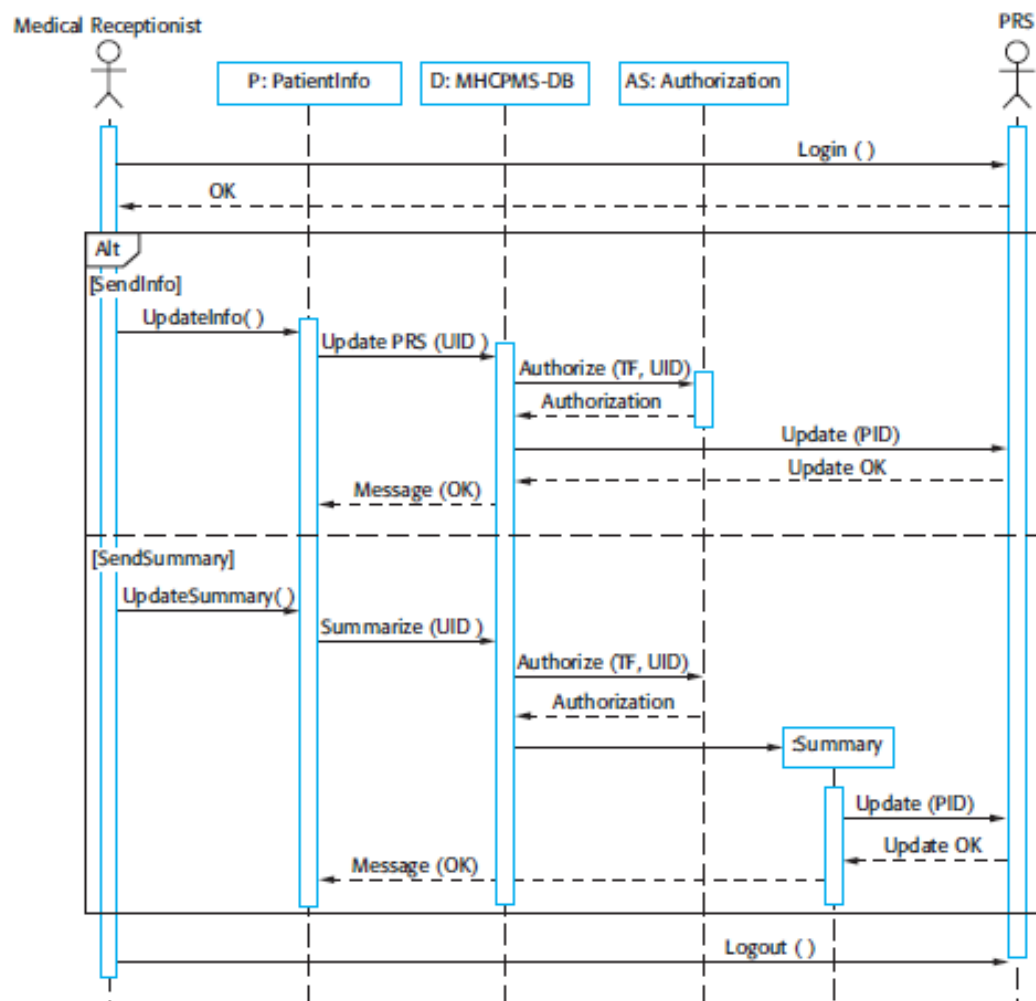 Medical Receptionist
PRS
P: PatientInfo
D: MHCPMS-DB
AS: Authorization
Login ( )
OK
Alt
[SendInfo]
UpdateInfo( )
Update PRS (UID )
Authorize (TF, UID)
Authorization
Update (PID)
Update OK
Message (OK)
[SendSummary]
UpdateSummary( )
Summarize (UID )
Authorize (TF, UID)
Authorization
:Summary
Update (PID)
Update OK
Message (OK)
Logout ( )